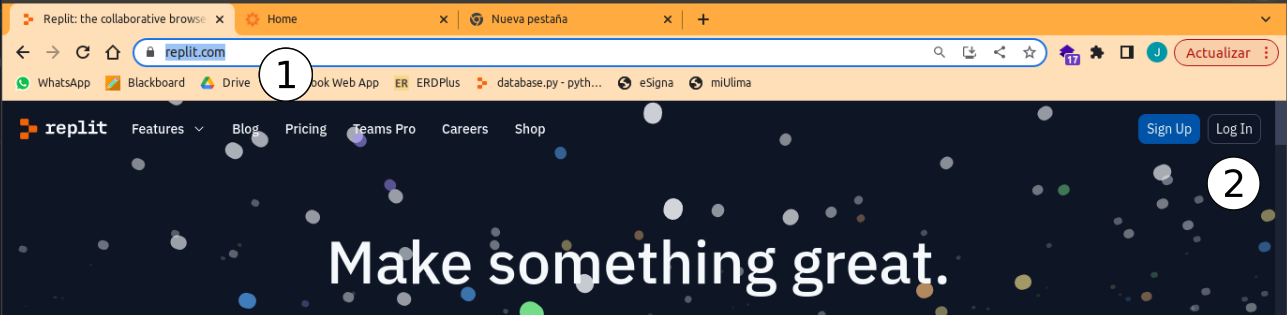 Replit: the collaborative browse
Home
Nueva pestaña
replit.com
17
J
Actualizar
WhatsApp
Blackboard
Drive
1
ook Web App
ER
ERDPlus
database.py - pyth...
eSigna
miUlima
replit
Features
Blog
Pricing
Teams Pro
Careers
Shop
Sign Up
Log In
2
Make something great.